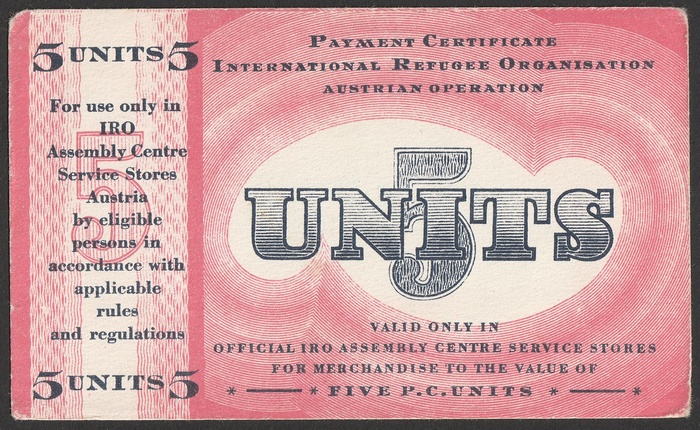 5 UNITS 5
For use only in
IRO
Assembly Centre
Service Stores
Austria
by eligible
persons in
accordance with
applicable
rules
and regulations
5 UNITS 5
5
PAYMENT CERTIFICATE
INTERNATIONAL REFUGEE ORGANISATION
AUSTRIAN OPERATION
5
UNITS
VALID ONLY IN
OFFICIAL IRO ASSEMBLY CENTRE SERVICE STORES
FOR MERCHANDISE TO THE VALUE OF
* — * FIVE P.C. UNITS * — *